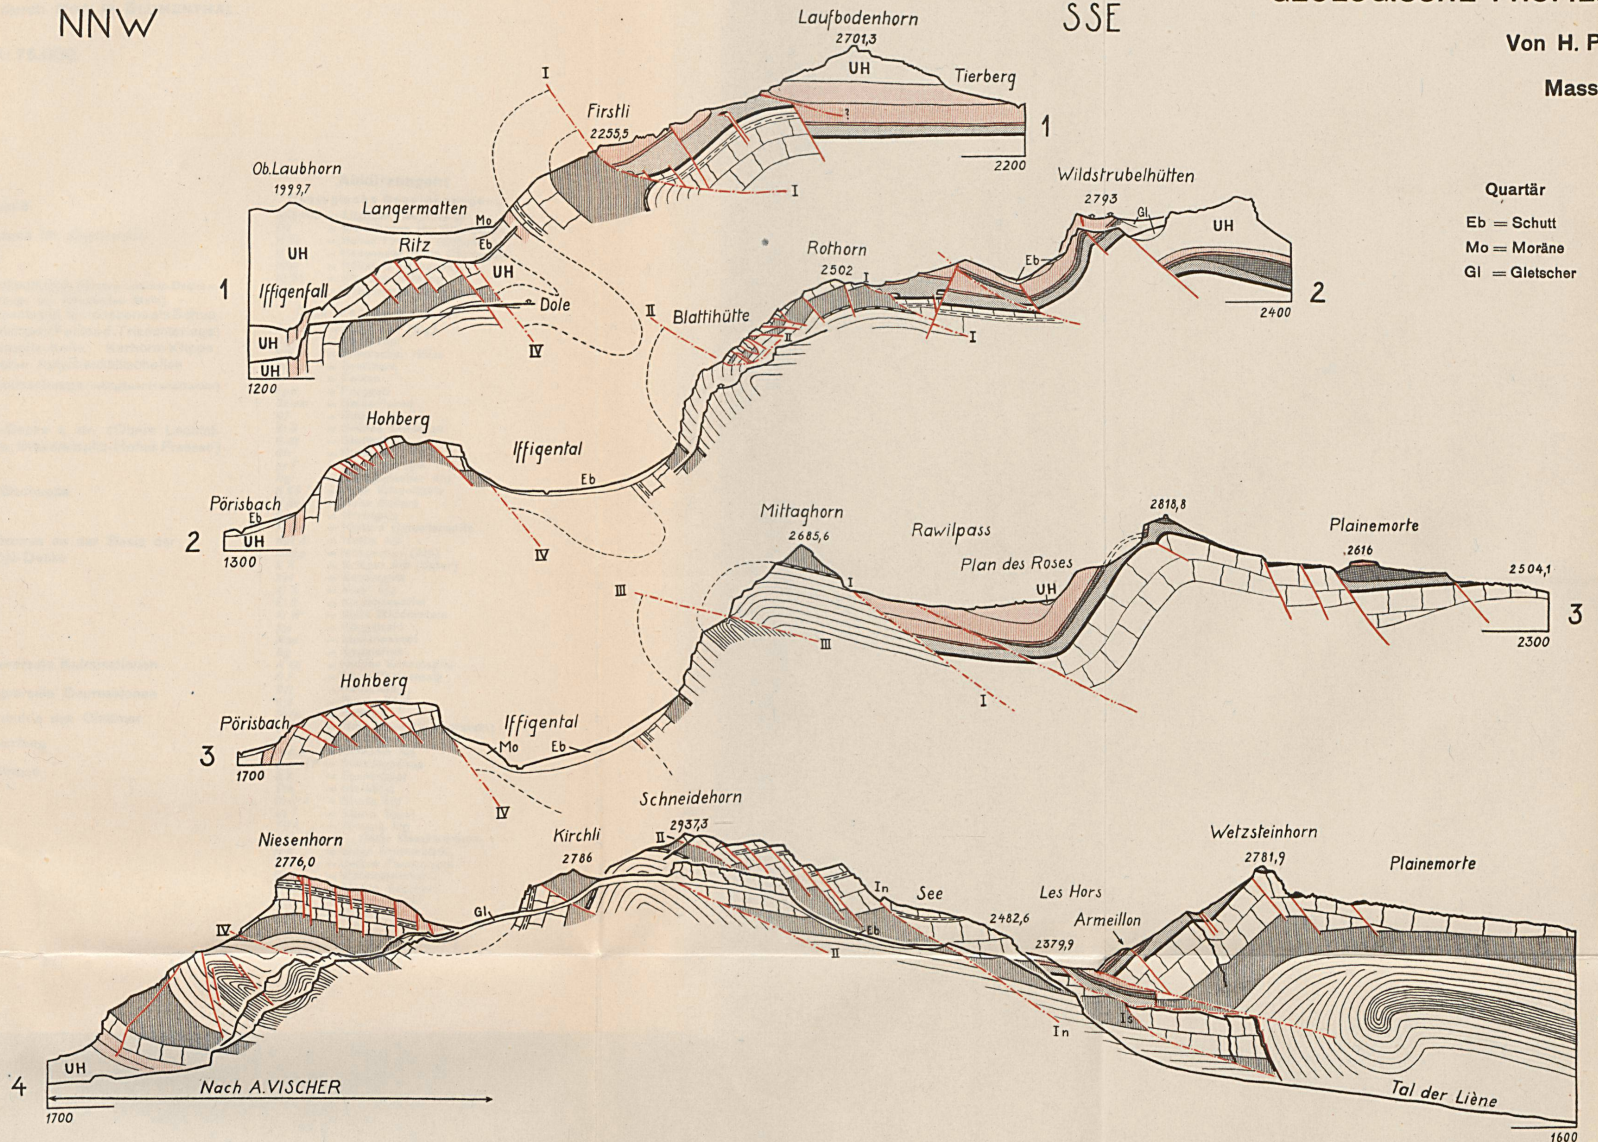 NNW
SSE
Von H. P
Mass
Quartär
Eb = Schutt
Mo = Moräne
Gl = Gletscher
Laufbodenhorn
2701,3
UH
Tierberg
I
Firstli
2255,5
?
1
I
2200
Ob.Laubhorn
1999,7
Langermatten
Mo
Eb
UH
Ritz
UH
Iffigenfall
1
Dole
UH
IV
UH
1200
Wildstrubelhütten
2793
Gl
UH
Eb
Rothorn
2502
I
II
Blattihütte
II
I
2
2400
Hohberg
Iffigental
Eb
Pörisbach
Eb
2
UH
1300
IV
Mittaghorn
2685,6
Rawilpass
2818,8
Plainemorte
2616
Plan des Roses
2504,1
I
UH
III
III
3
2300
I
Hohberg
Pörisbach
Iffigental
Mo
Eb
3
1700
IV
Schneidehorn
2937,3
II
Niesenhorn
2776,0
Kirchli
2786
Wetzsteinhorn
2781,9
Plainemorte
In
See
Les Hors
2482,6
Armeillon
Gl
IV
Eb
2379,9
II
Is
In
UH
4
Nach A.VISCHER
Tal der Liène
1700
1600